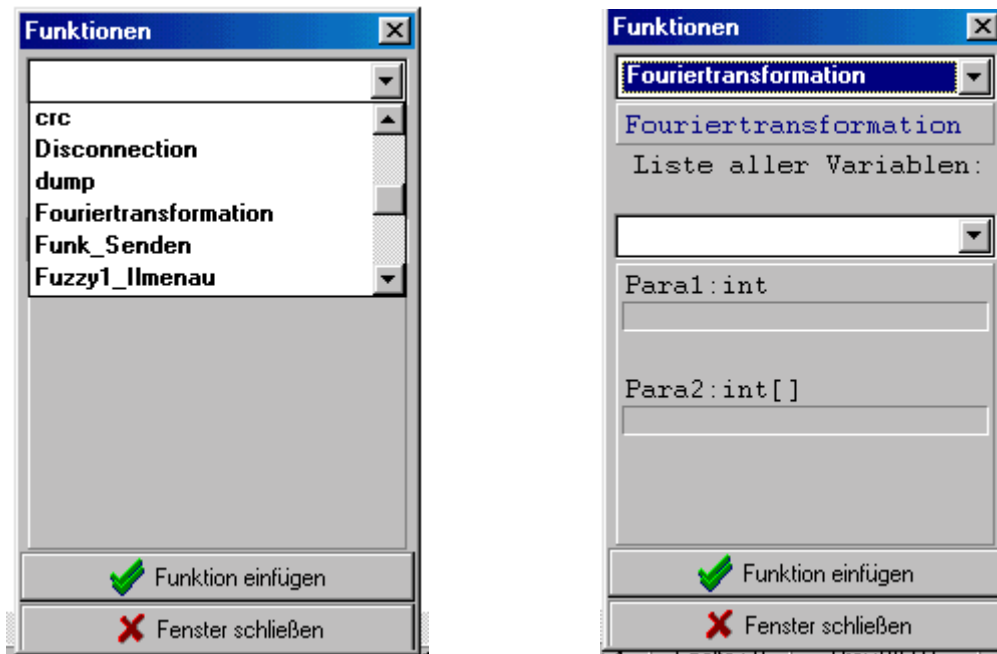 Funktionen
crc
Disconnection
dump
Fouriertransformation
Funk_Senden
Fuzzy1_Ilmenau
Funktion einfügen
Fenster schließen
Funktionen
Fouriertransformation
Fouriertransformation
Liste aller Variablen:
Para1:int
Para2:int[]
Funktion einfügen
Fenster schließen